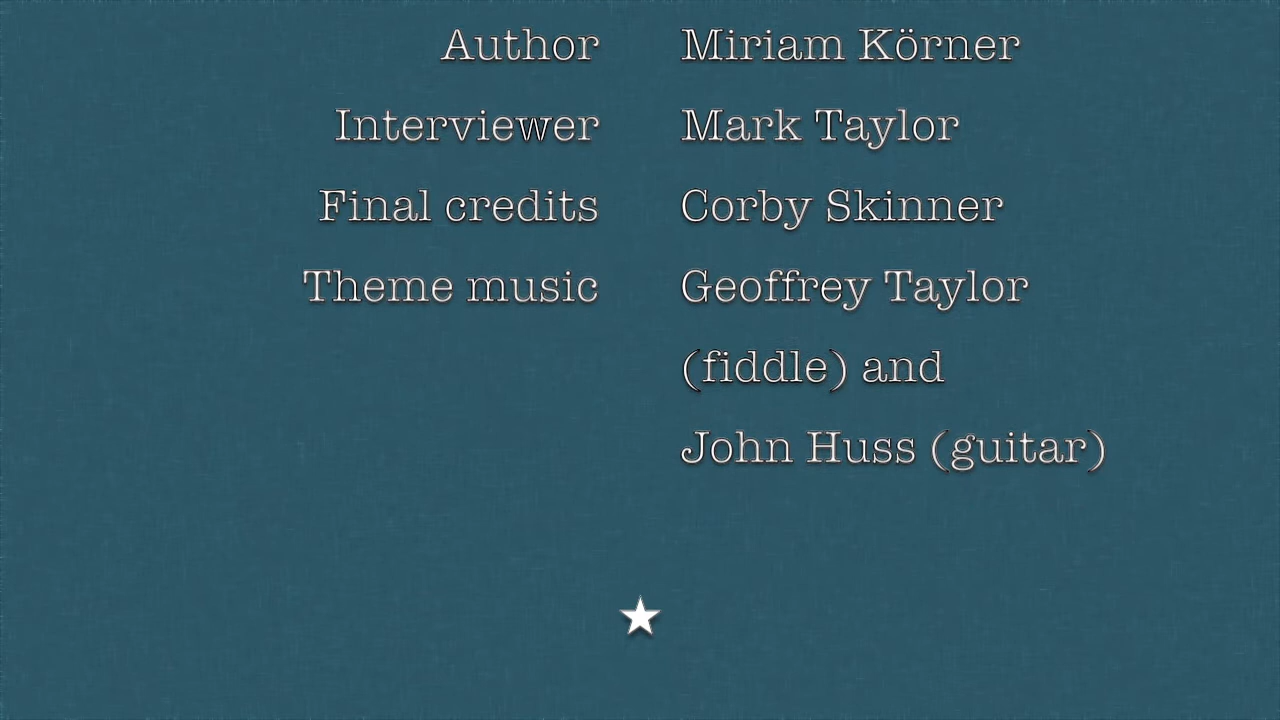 Author Miriam Körner
Interviewer Mark Taylor
Final credits Corby Skinner
Theme music Geoffrey Taylor
(fiddle) and
John Huss (guitar)